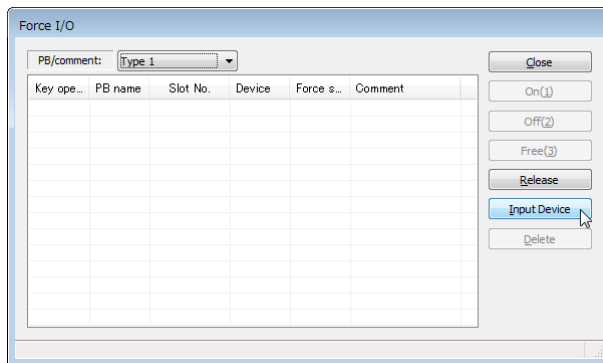 Force I/O
PB/comment: Type 1
Close
Key ope... PB name Slot No. Device Force s... Comment
On(1)
Off(2)
Free(3)
Release
Input Device
Delete